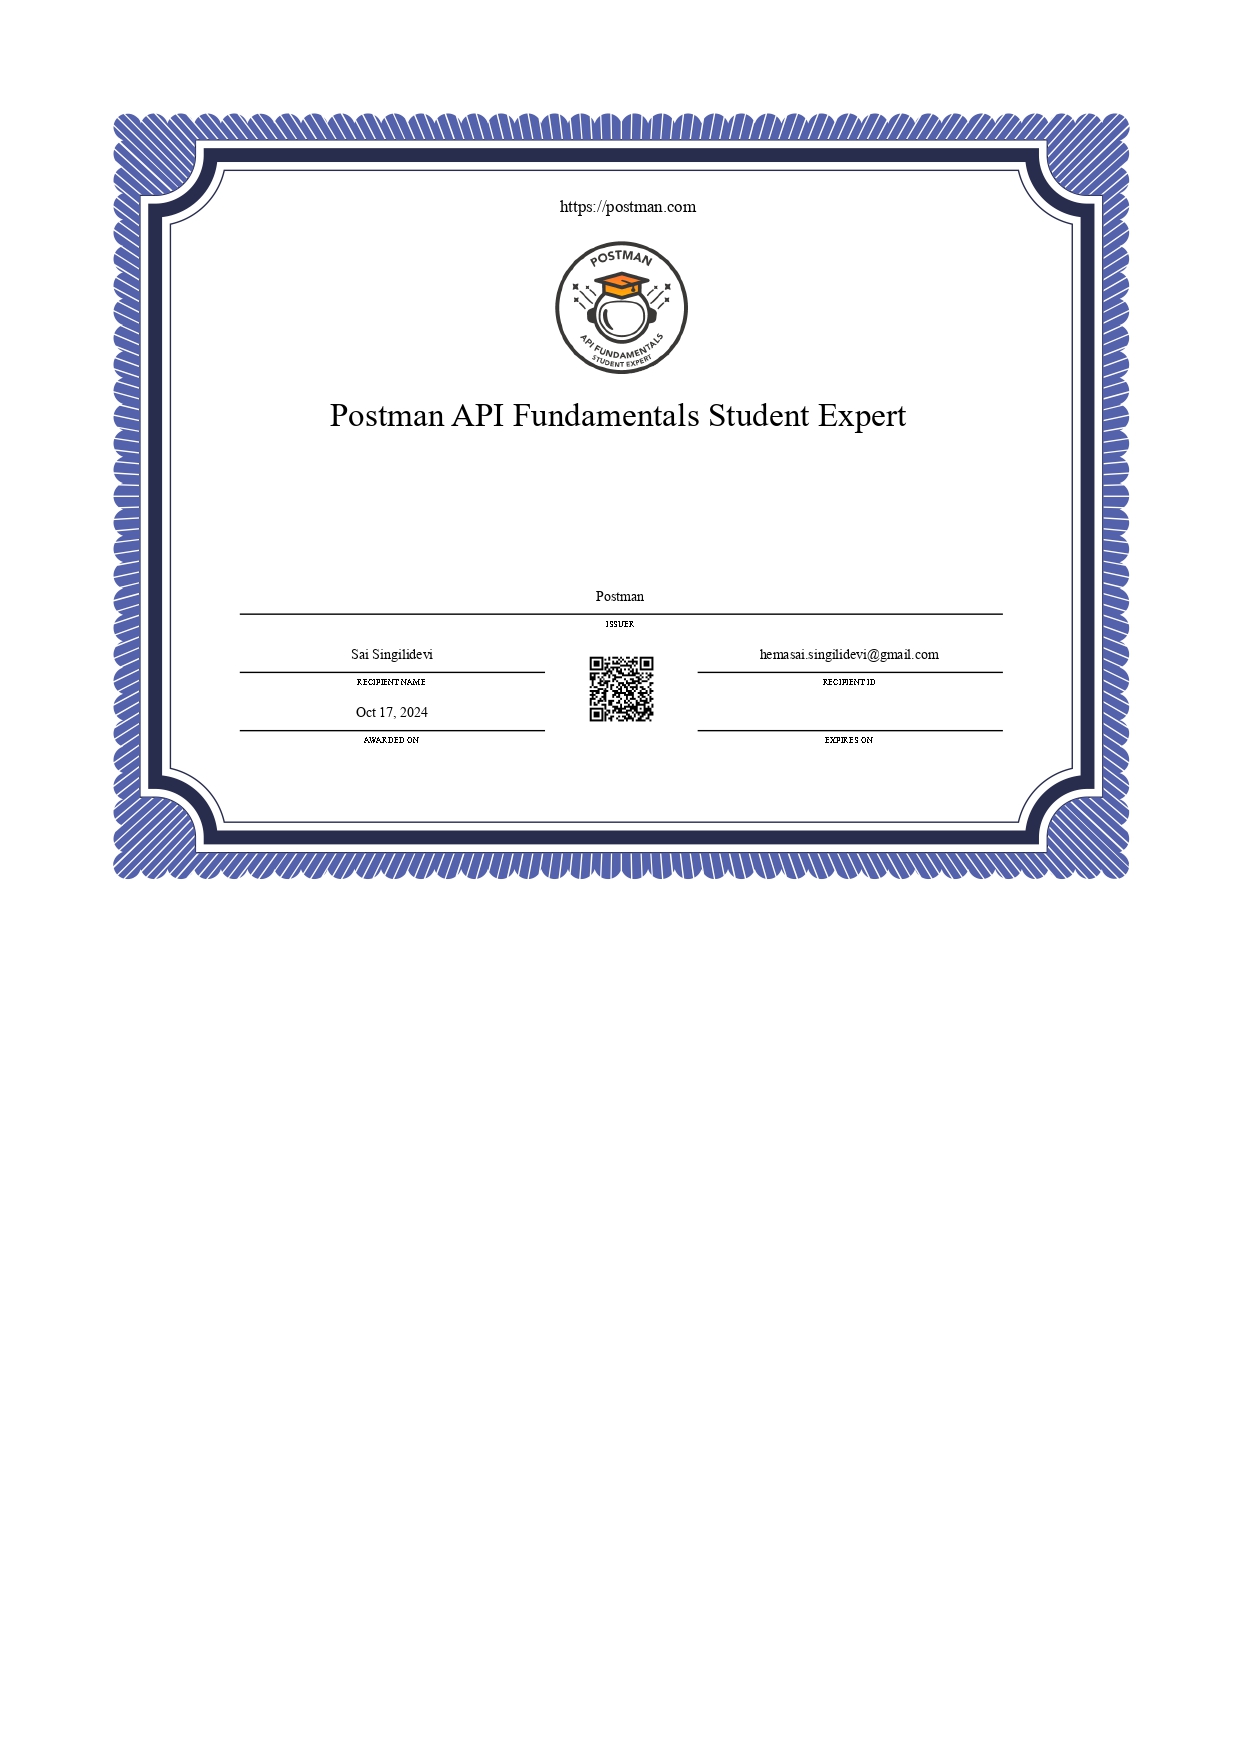 https://postman.com
POSTMAN
API FUNDAMENTALS
STUDENT EXPERT
Postman API Fundamentals Student Expert
Postman
ISSUER
Sai Singilidevi
RECIPIENT NAME
hemasai.singilidevi@gmail.com
RECIPIENT ID
Oct 17, 2024
AWARDED ON
EXPIRES ON